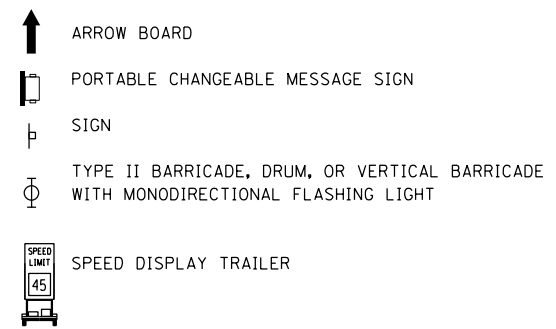 ARROW BOARD
PORTABLE CHANGEABLE MESSAGE SIGN
SIGN
TYPE II BARRICADE, DRUM, OR VERTICAL BARRICADE
WITH MONODIRECTIONAL FLASHING LIGHT
SPEED
LIMIT
45
SPEED DISPLAY TRAILER